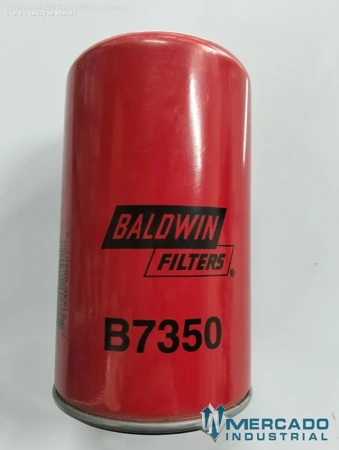 BALDWIN
FILTERS®
B7350
MERCADO
INDUSTRIAL